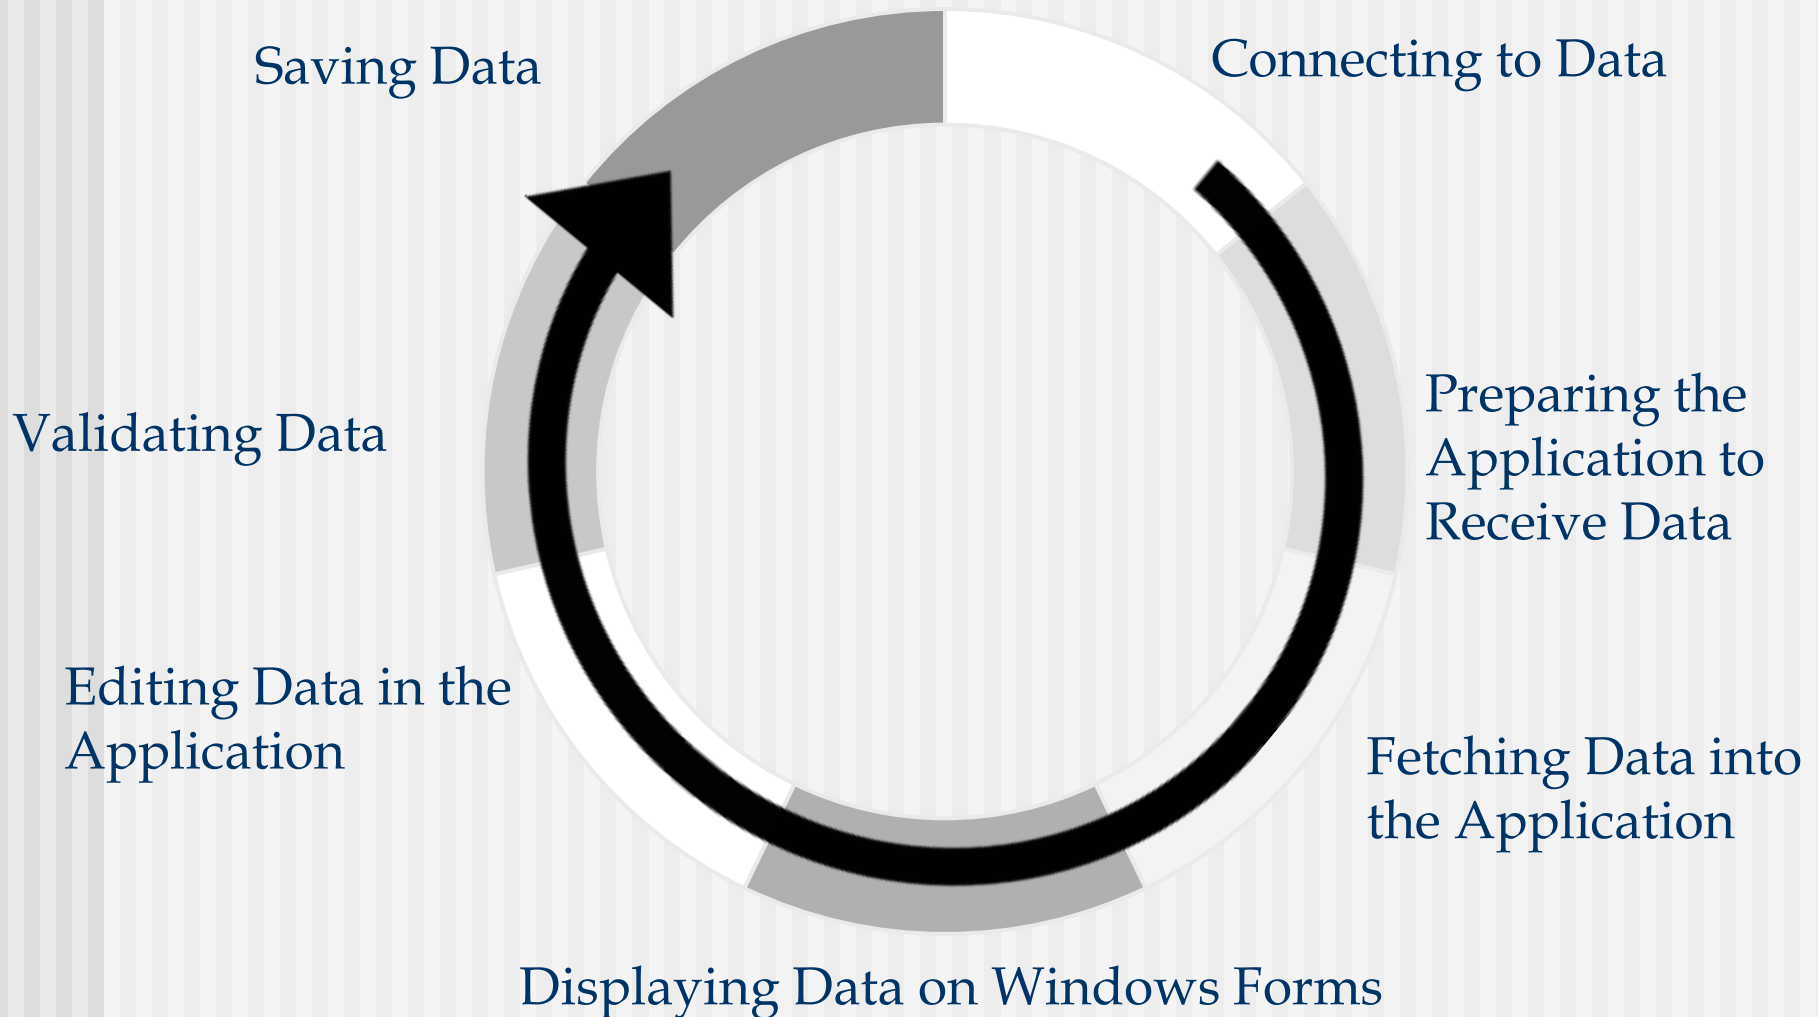 Saving Data
Connecting to Data
Preparing the
Application to
Receive Data
Validating Data
Editing Data in the
Application
Fetching Data into
the Application
Displaying Data on Windows Forms